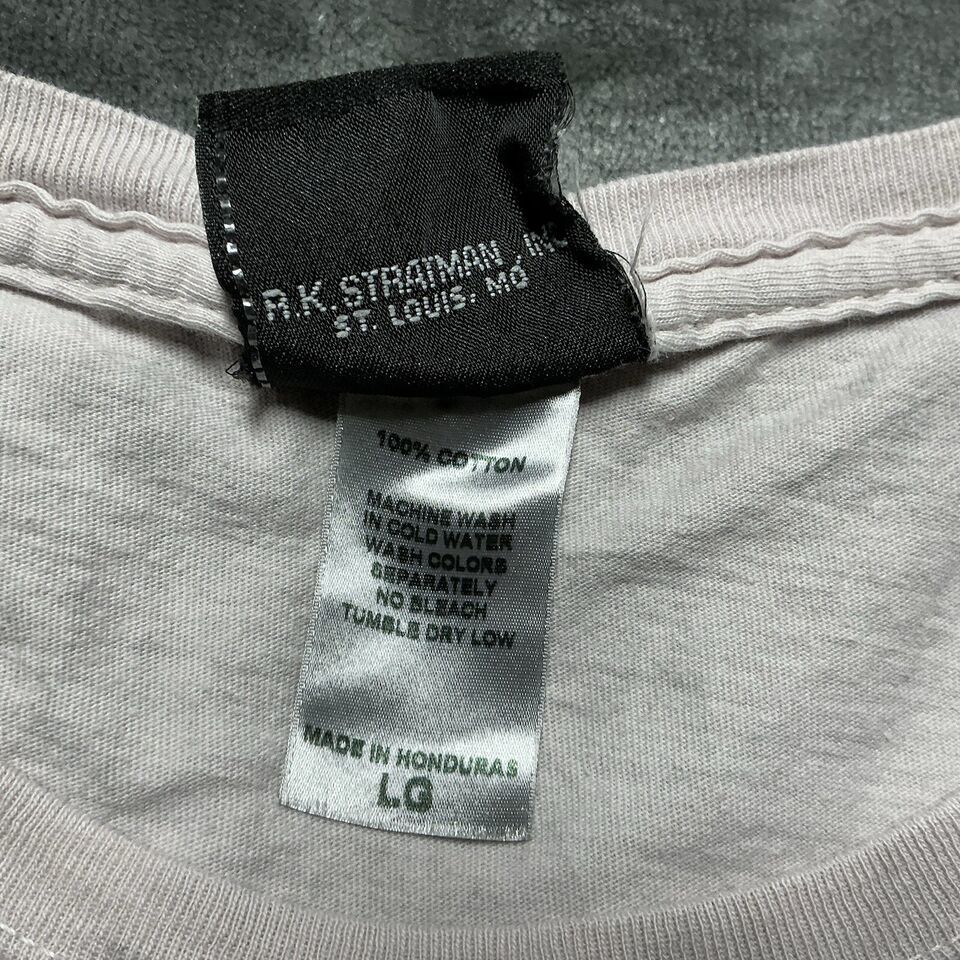 R.K. STRATMAN, INC
ST. LOUIS, MO
100% COTTON
MACHINE WASH
IN COLD WATER
WASH COLORS
SEPARATELY
NO BLEACH
TUMBLE DRY LOW
MADE IN HONDURAS
LG